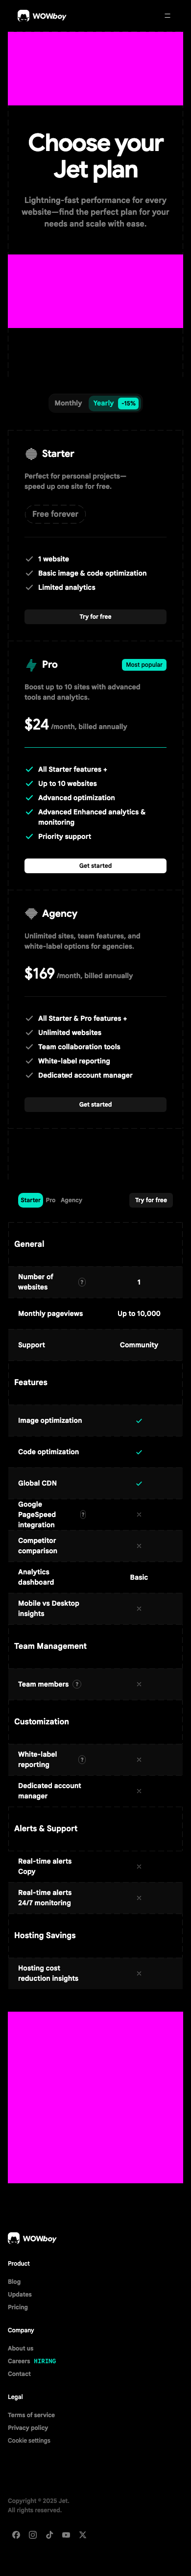 WOWboy
Choose your
Jet plan
Lightning-fast performance for every
website—find the perfect plan for your
needs and scale with ease.
Monthly
Yearly -15%
Starter
Perfect for personal projects—
speed up one site for free.
Free forever
1 website
Basic image & code optimization
Limited analytics
Try for free
Pro
Most popular
Boost up to 10 sites with advanced
tools and analytics.
$24 /month, billed annually
All Starter features +
Up to 10 websites
Advanced optimization
Advanced Enhanced analytics &
monitoring
Priority support
Get started
Agency
Unlimited sites, team features, and
white-label options for agencies.
$169 /month, billed annually
All Starter & Pro features +
Unlimited websites
Team collaboration tools
White-label reporting
Dedicated account manager
Get started
Starter Pro Agency
Try for free
General
Number of
websites
?
1
Monthly pageviews
Up to 10,000
Support
Community
Features
Image optimization
Code optimization
Global CDN
Google
PageSpeed
integration
?
Competitor
comparison
Analytics
dashboard
Basic
Mobile vs Desktop
insights
Team Management
Team members ?
Customization
White-label
reporting
?
Dedicated account
manager
Alerts & Support
Real-time alerts
Copy
Real-time alerts
24/7 monitoring
Hosting Savings
Hosting cost
reduction insights
WOWboy
Product
Blog
Updates
Pricing
Company
About us
Careers HIRING
Contact
Legal
Terms of service
Privacy policy
Cookie settings
Copyright © 2025 Jet.
All rights reserved.